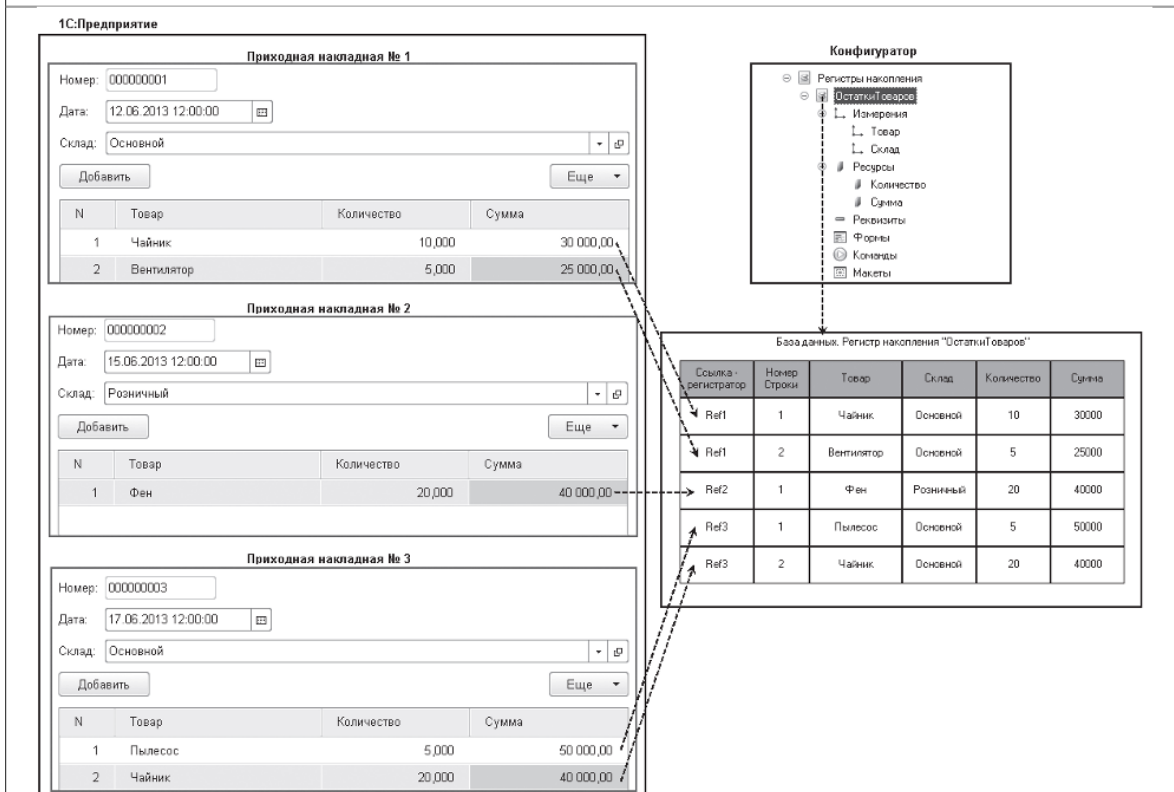 1С:Предприятие
Приходная накладная № 1
Номер: 000000001
Дата: 12.06.2013 12:00:00
Склад: Основной
Добавить Еще
N Товар Количество Сумма
1 Чайник 10,000 30 000,00
2 Вентилятор 5,000 25 000,00
Приходная накладная № 2
Номер: 000000002
Дата: 15.06.2013 12:00:00
Склад: Розничный
Добавить Еще
N Товар Количество Сумма
1 Фен 20,000 40 000,00
Приходная накладная № 3
Номер: 000000003
Дата: 17.06.2013 12:00:00
Склад: Основной
Добавить Еще
N Товар Количество Сумма
1 Пылесос 5,000 50 000,00
2 Чайник 20,000 40 000,00
Конфигуратор
Регистры накопления
ОстаткиТоваров
Измерения
Товар
Склад
Ресурсы
Количество
Сумма
Реквизиты
Формы
Команды
Макеты
База данных. Регистр накопления "ОстаткиТоваров"
Ссылка - регистратор Номер Строки Товар Склад Количество Сумма
Ref1 1 Чайник Основной 10 30000
Ref1 2 Вентилятор Основной 5 25000
Ref2 1 Фен Розничный 20 40000
Ref3 1 Пылесос Основной 5 50000
Ref3 2 Чайник Основной 20 40000